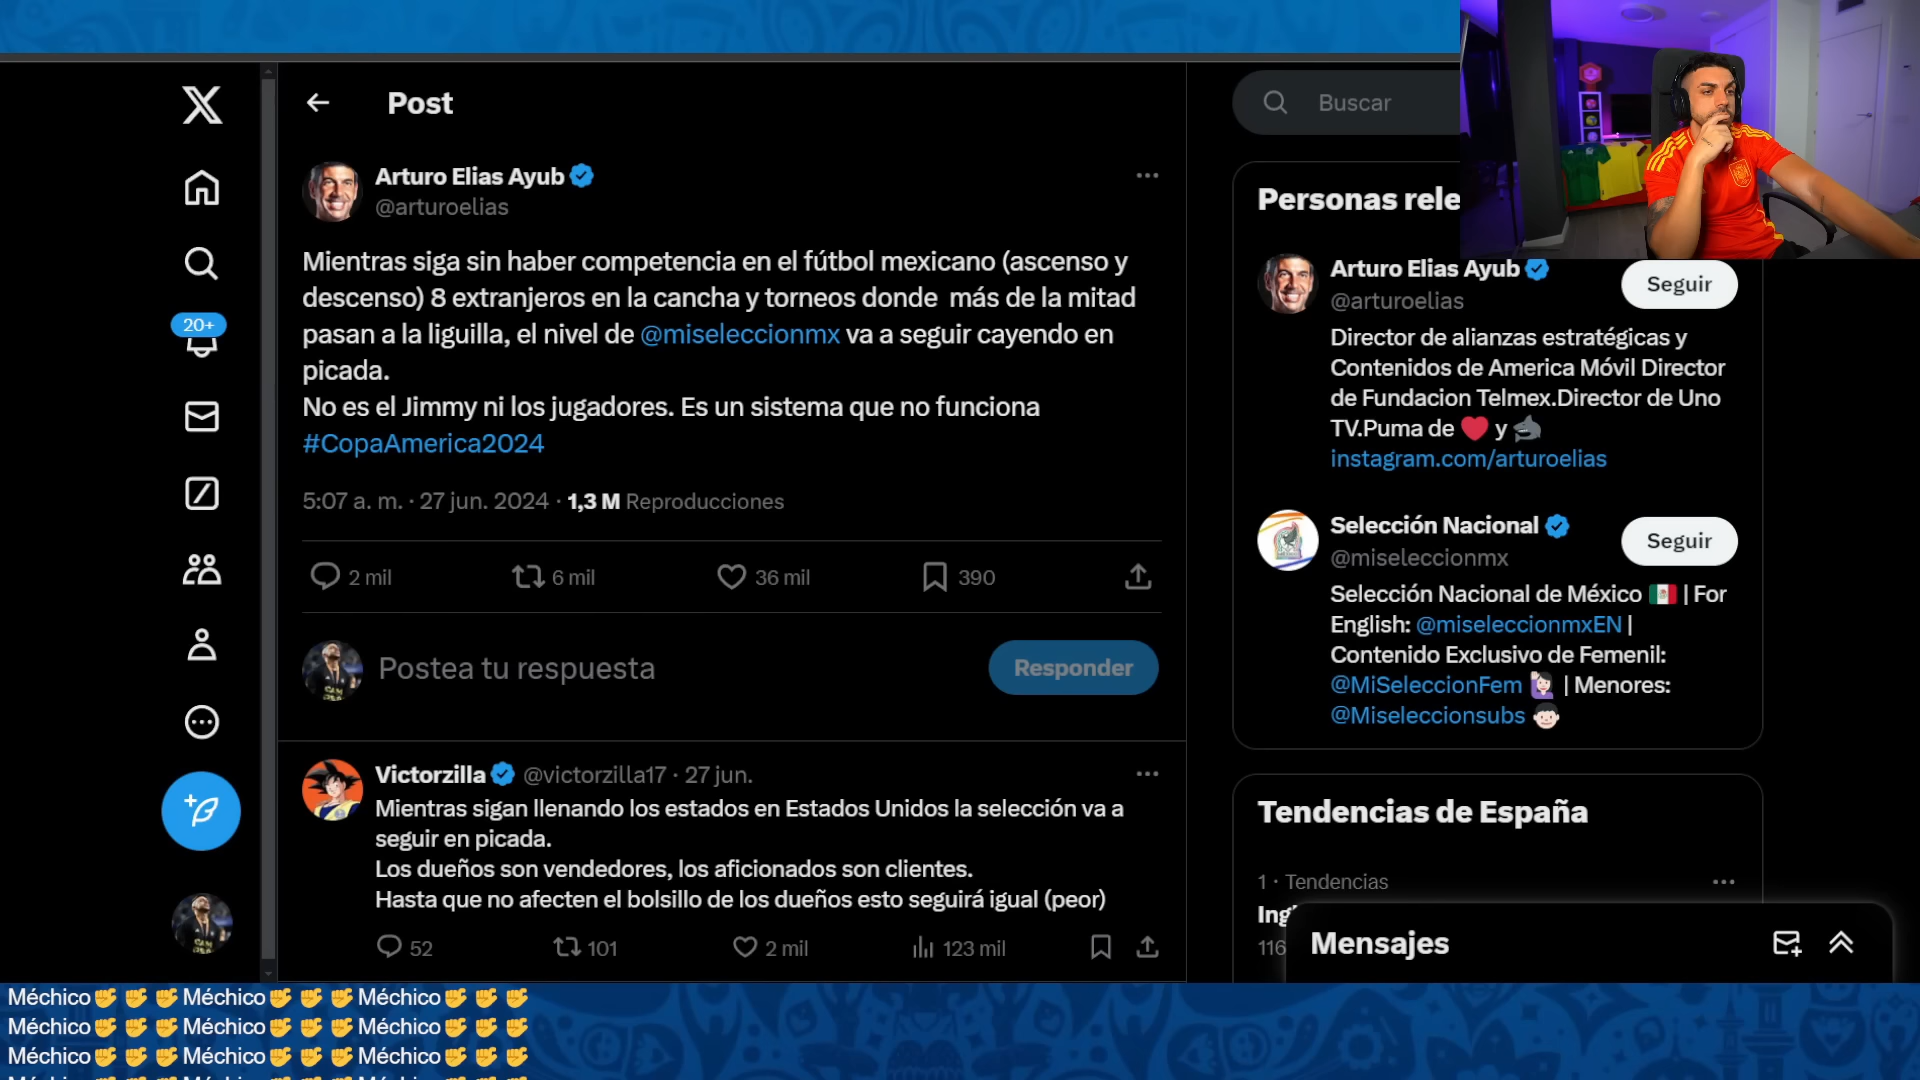 Post
Buscar
Arturo Elias Ayub
@arturoelias
Mientras siga sin haber competencia en el fútbol mexicano (ascenso y
descenso) 8 extranjeros en la cancha y torneos donde más de la mitad
pasan a la liguilla, el nivel de @miseleccionmx va a seguir cayendo en
picada.
No es el Jimmy ni los jugadores. Es un sistema que no funciona
#CopaAmerica2024
5:07 a. m. · 27 jun. 2024 · 1,3 M Reproducciones
2 mil
6 mil
36 mil
390
Postea tu respuesta
Responder
Victorzilla @victorzilla17 · 27 jun.
Mientras sigan llenando los estados en Estados Unidos la selección va a
seguir en picada.
Los dueños son vendedores, los aficionados son clientes.
Hasta que no afecten el bolsillo de los dueños esto seguirá igual (peor)
52
101
2 mil
123 mil
20+
Personas rele
Arturo Elias Ayub
@arturoelias
Seguir
Director de alianzas estratégicas y
Contenidos de America Móvil Director
de Fundacion Telmex.Director de Uno
TV.Puma de ❤️ y 🦈
instagram.com/arturoelias
Selección Nacional
@miseleccionmx
Seguir
Selección Nacional de México 🇲🇽 | For
English: @miseleccionmxEN |
Contenido Exclusivo de Femenil:
@MiSeleccionFem 🙋🏻‍♀️ | Menores:
@Miseleccionsubs 👦🏻
Tendencias de España
1 · Tendencias
Ing
116
Mensajes
Méchico✊ ✊ ✊Méchico✊ ✊ ✊Méchico✊ ✊ ✊
Méchico✊ ✊ ✊Méchico✊ ✊ ✊Méchico✊ ✊ ✊
Méchico✊ ✊ ✊Méchico✊ ✊ ✊Méchico✊ ✊ ✊